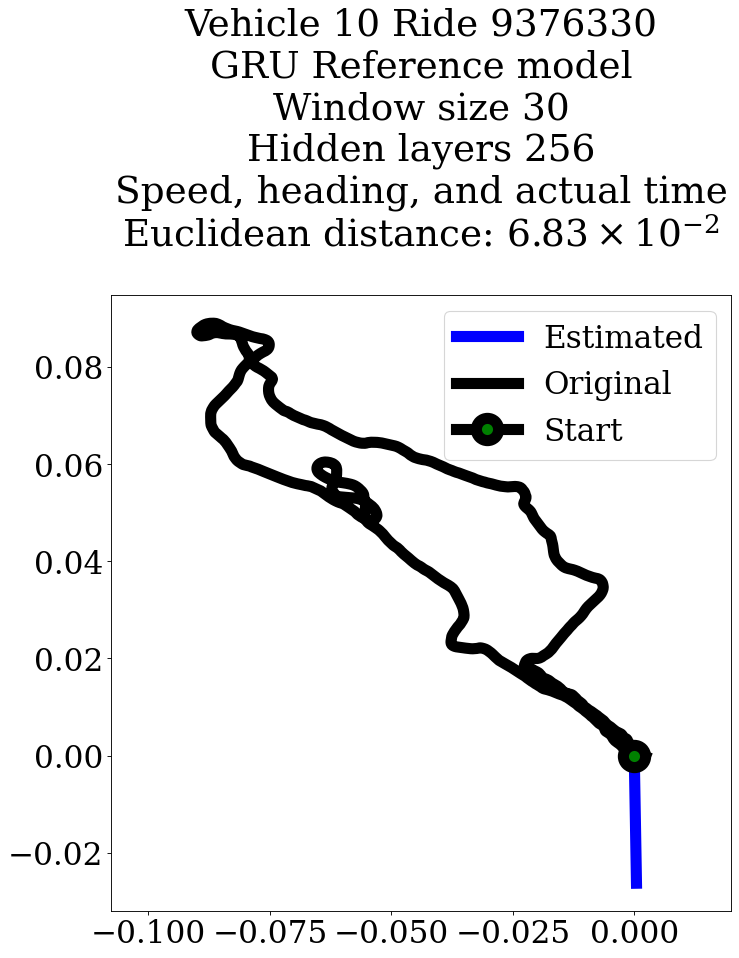 Vehicle 10 Ride 9376330
GRU Reference model
Window size 30
Hidden layers 256
Speed, heading, and actual time
Euclidean distance: 6.83 × 10⁻²
Estimated
Original
Start
0.08
0.06
0.04
0.02
0.00
−0.02
−0.100 −0.075 −0.050 −0.025 0.000